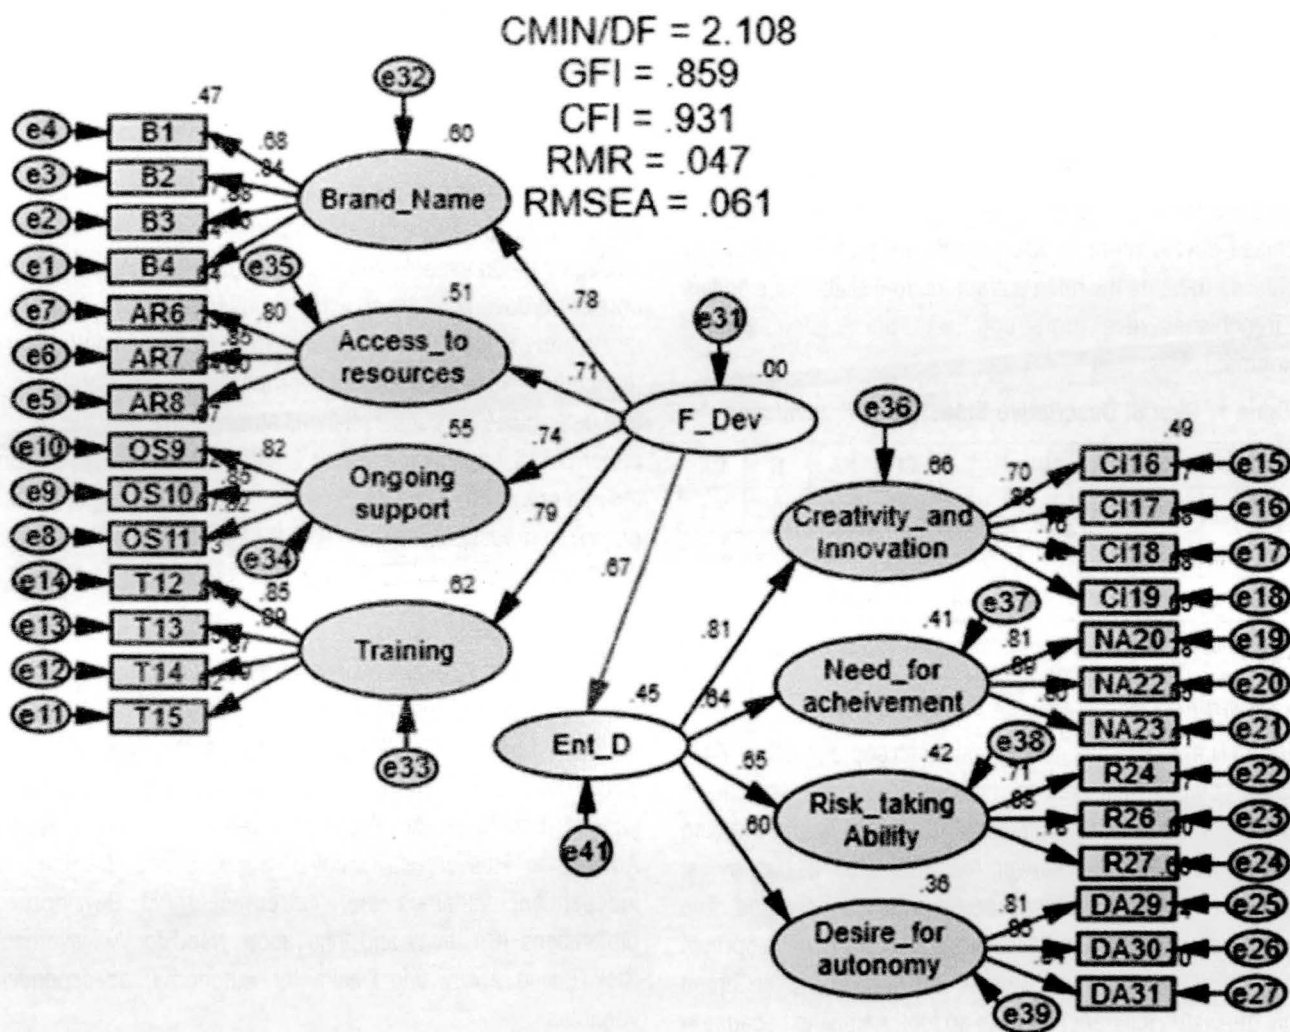 CMIN/DF = 2.108
GFI = .859
CFI = .931
RMR = .047
RMSEA = .061
e32
.47
.60
e4
B1
.68
e3
B2
.84
e2
B3
e1
B4
Brand_Name
e35
.51
.78
e7
AR6
.80
e6
AR7
.85
e5
AR8
Access_to
resources
.71
e31
.00
F_Dev
e10
OS9
.82
e9
OS10
.85
e8
OS11
.82
.55
Ongoing
support
.74
e34
.79
e14
T12
.85
e13
T13
.89
e12
T14
.87
e11
T15
.62
Training
e33
.67
.45
Ent_D
e41
e36
.66
Creativity_and
Innovation
.81
.49
.70
CI16
e15
CI17
e16
CI18
e17
CI19
e18
e37
.41
Need_for
acheivement
.64
.81
NA20
e19
.89
NA22
e20
NA23
e21
e38
.42
Risk_taking
Ability
.65
.71
R24
e22
.88
R26
e23
R27
e24
.60
.36
Desire_for
autonomy
.81
DA29
e25
DA30
e26
DA31
e27
e39